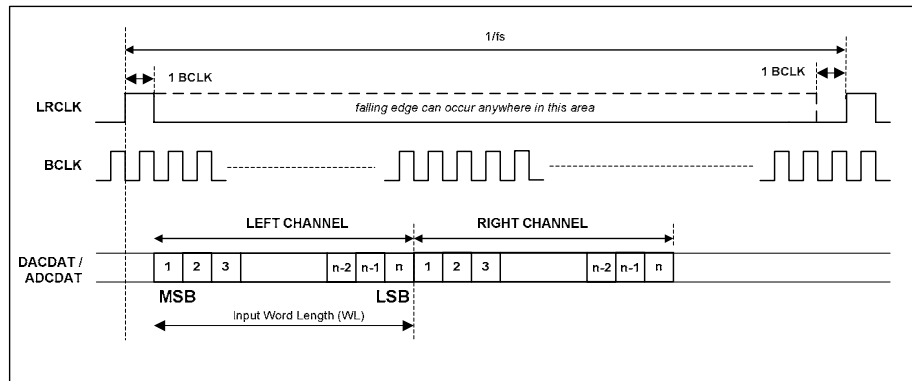 1/fs
1 BCLK
1 BCLK
LRCLK
falling edge can occur anywhere in this area
BCLK
LEFT CHANNEL
RIGHT CHANNEL
DACDAT /
ADCDAT
1 2 3 n-2 n-1 n 1 2 3 n-2 n-1 n
MSB
LSB
Input Word Length (WL)